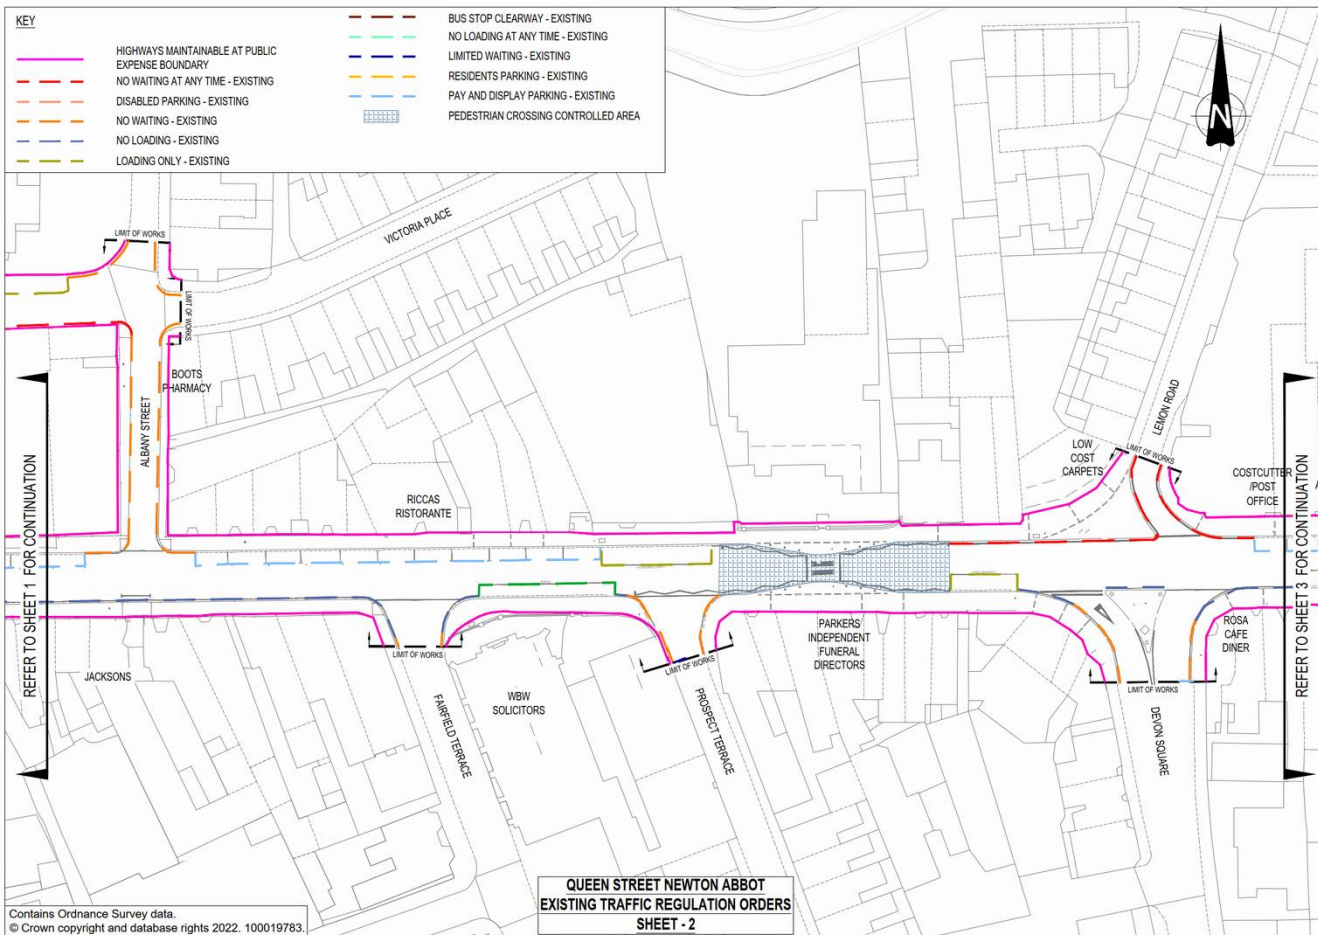 KEY
HIGHWAYS MAINTAINABLE AT PUBLIC
EXPENSE BOUNDARY
NO WAITING AT ANY TIME - EXISTING
DISABLED PARKING - EXISTING
NO WAITING - EXISTING
NO LOADING - EXISTING
LOADING ONLY - EXISTING
BUS STOP CLEARWAY - EXISTING
NO LOADING AT ANY TIME - EXISTING
LIMITED WAITING - EXISTING
RESIDENTS PARKING - EXISTING
PAY AND DISPLAY PARKING - EXISTING
PEDESTRIAN CROSSING CONTROLLED AREA
N
LIMIT OF WORKS
VICTORIA PLACE
LIMIT OF WORKS
BOOTS
PHARMACY
ALBANY STREET
REFER TO SHEET 1 FOR CONTINUATION
RICCAS
RISTORANTE
LEMON ROAD
LOW
COST
CARPETS
LIMIT OF WORKS
COSTCUTTER
/POST
OFFICE
A
REFER TO SHEET 3 FOR CONTINUATION
JACKSONS
LIMIT OF WORKS
FAIRFIELD TERRACE
WBW
SOLICITORS
LIMIT OF WORKS
PROSPECT TERRACE
PARKERS
INDEPENDENT
FUNERAL
DIRECTORS
ROSA
CAFE
DINER
LIMIT OF WORKS
DEVON SQUARE
QUEEN STREET NEWTON ABBOT
EXISTING TRAFFIC REGULATION ORDERS
SHEET - 2
Contains Ordnance Survey data.
© Crown copyright and database rights 2022. 100019783.